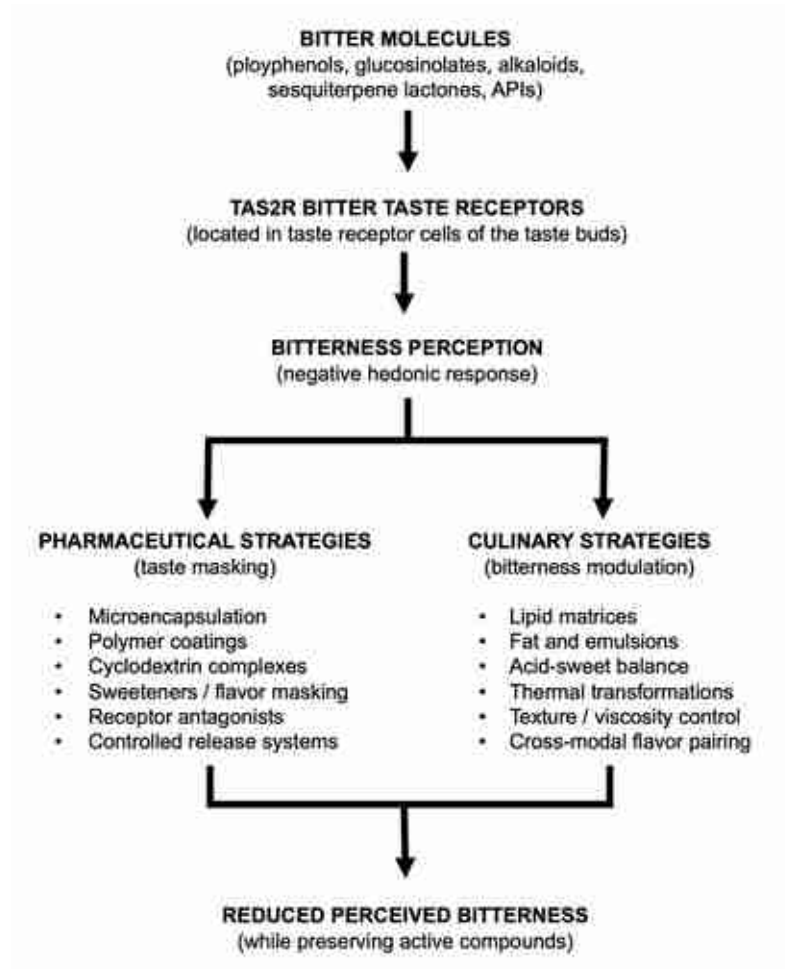 BITTER MOLECULES
(ployphenols, glucosinolates, alkaloids,
sesquiterpene lactones, APIs)
TAS2R BITTER TASTE RECEPTORS
(located in taste receptor cells of the taste buds)
BITTERNESS PERCEPTION
(negative hedonic response)
PHARMACEUTICAL STRATEGIES
(taste masking)
• Microencapsulation
• Polymer coatings
• Cyclodextrin complexes
• Sweeteners / flavor masking
• Receptor antagonists
• Controlled release systems
CULINARY STRATEGIES
(bitterness modulation)
• Lipid matrices
• Fat and emulsions
• Acid-sweet balance
• Thermal transformations
• Texture / viscosity control
• Cross-modal flavor pairing
REDUCED PERCEIVED BITTERNESS
(while preserving active compounds)